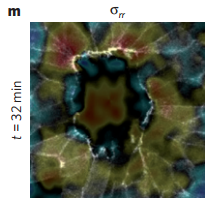 m
σrr
t = 32 min